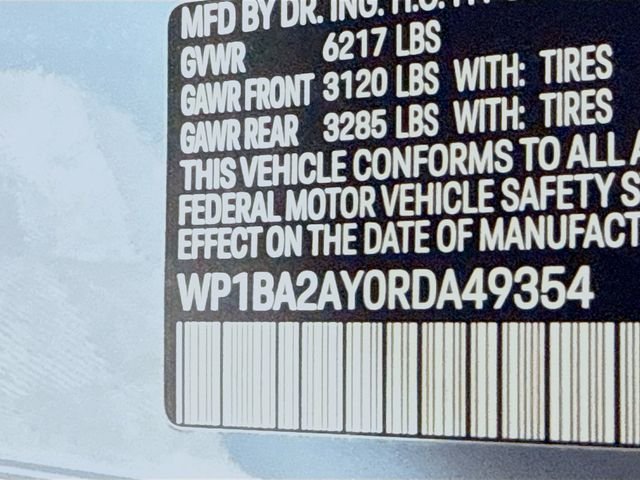 MFD BY DR. ING. H.C.
GVWR 6217 LBS
GAWR FRONT 3120 LBS WITH: TIRES
GAWR REAR 3285 LBS WITH: TIRES
THIS VEHICLE CONFORMS TO ALL A
FEDERAL MOTOR VEHICLE SAFETY S
EFFECT ON THE DATE OF MANUFACT
WP1BA2AY0RDA49354